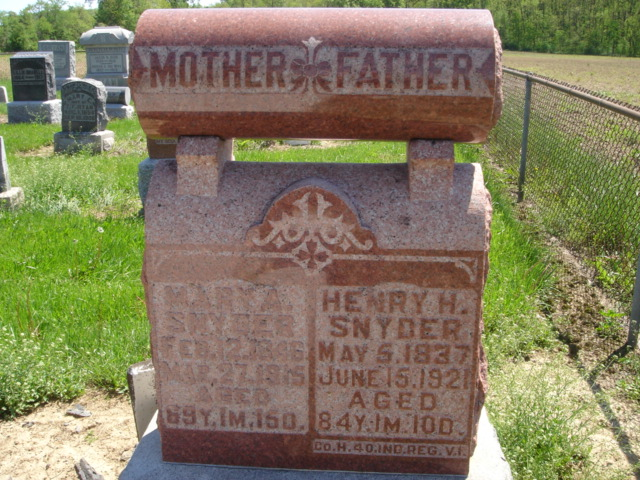 MOTHER FATHER
MARY A.
SNYDER
FEB. 12, 1846
MAR. 27, 1915
AGED
69Y. 1M. 15D.
HENRY H.
SNYDER
MAY 5, 1837
JUNE 15, 1921
AGED
84Y. 1M. 10D.
CO. H. 40. IND. REG. V. I.